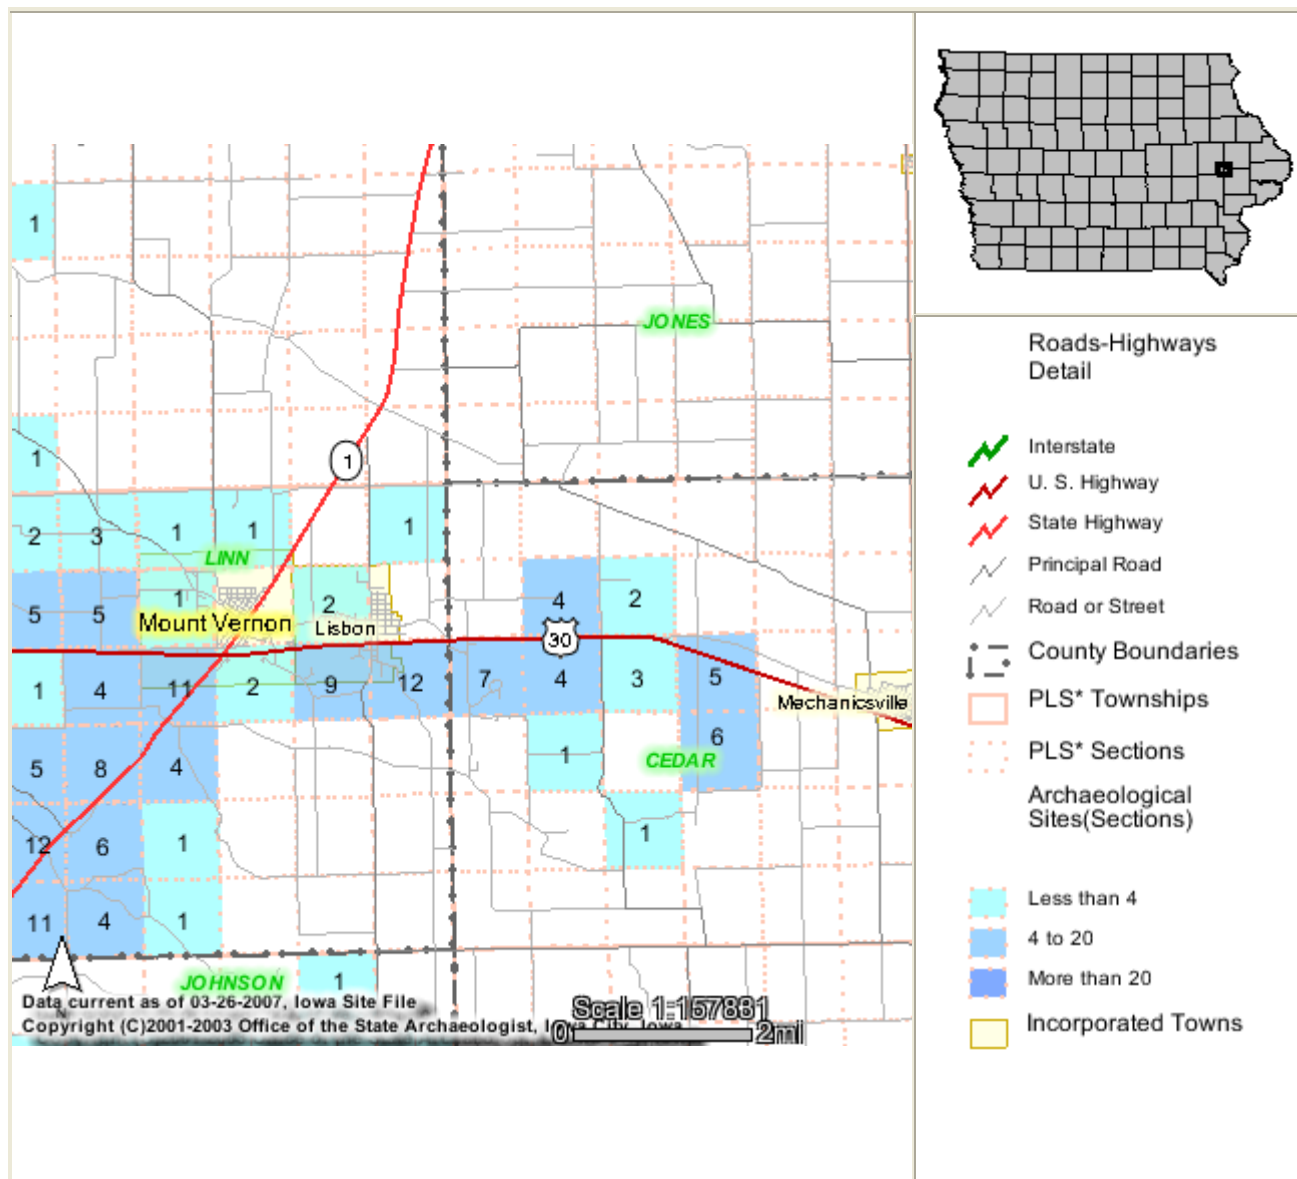 1
JONES
1
1
2
3
1
1
1
LINN
5
5
1
2
4
2
Mount Vernon
Lisbon
30
1
4
11
2
9
12
7
4
3
5
Mechanicsville
5
8
4
1
CEDAR
6
12
6
1
1
11
4
1
JOHNSON
1
N
Data current as of 03-26-2007, Iowa Site File
Copyright (C)2001-2003 Office of the State Archaeologist, Iowa City, Iowa
Scale 1:157881
0 2mi
Roads-Highways
Detail
Interstate
U. S. Highway
State Highway
Principal Road
Road or Street
County Boundaries
PLS* Townships
PLS* Sections
Archaeological
Sites(Sections)
Less than 4
4 to 20
More than 20
Incorporated Towns